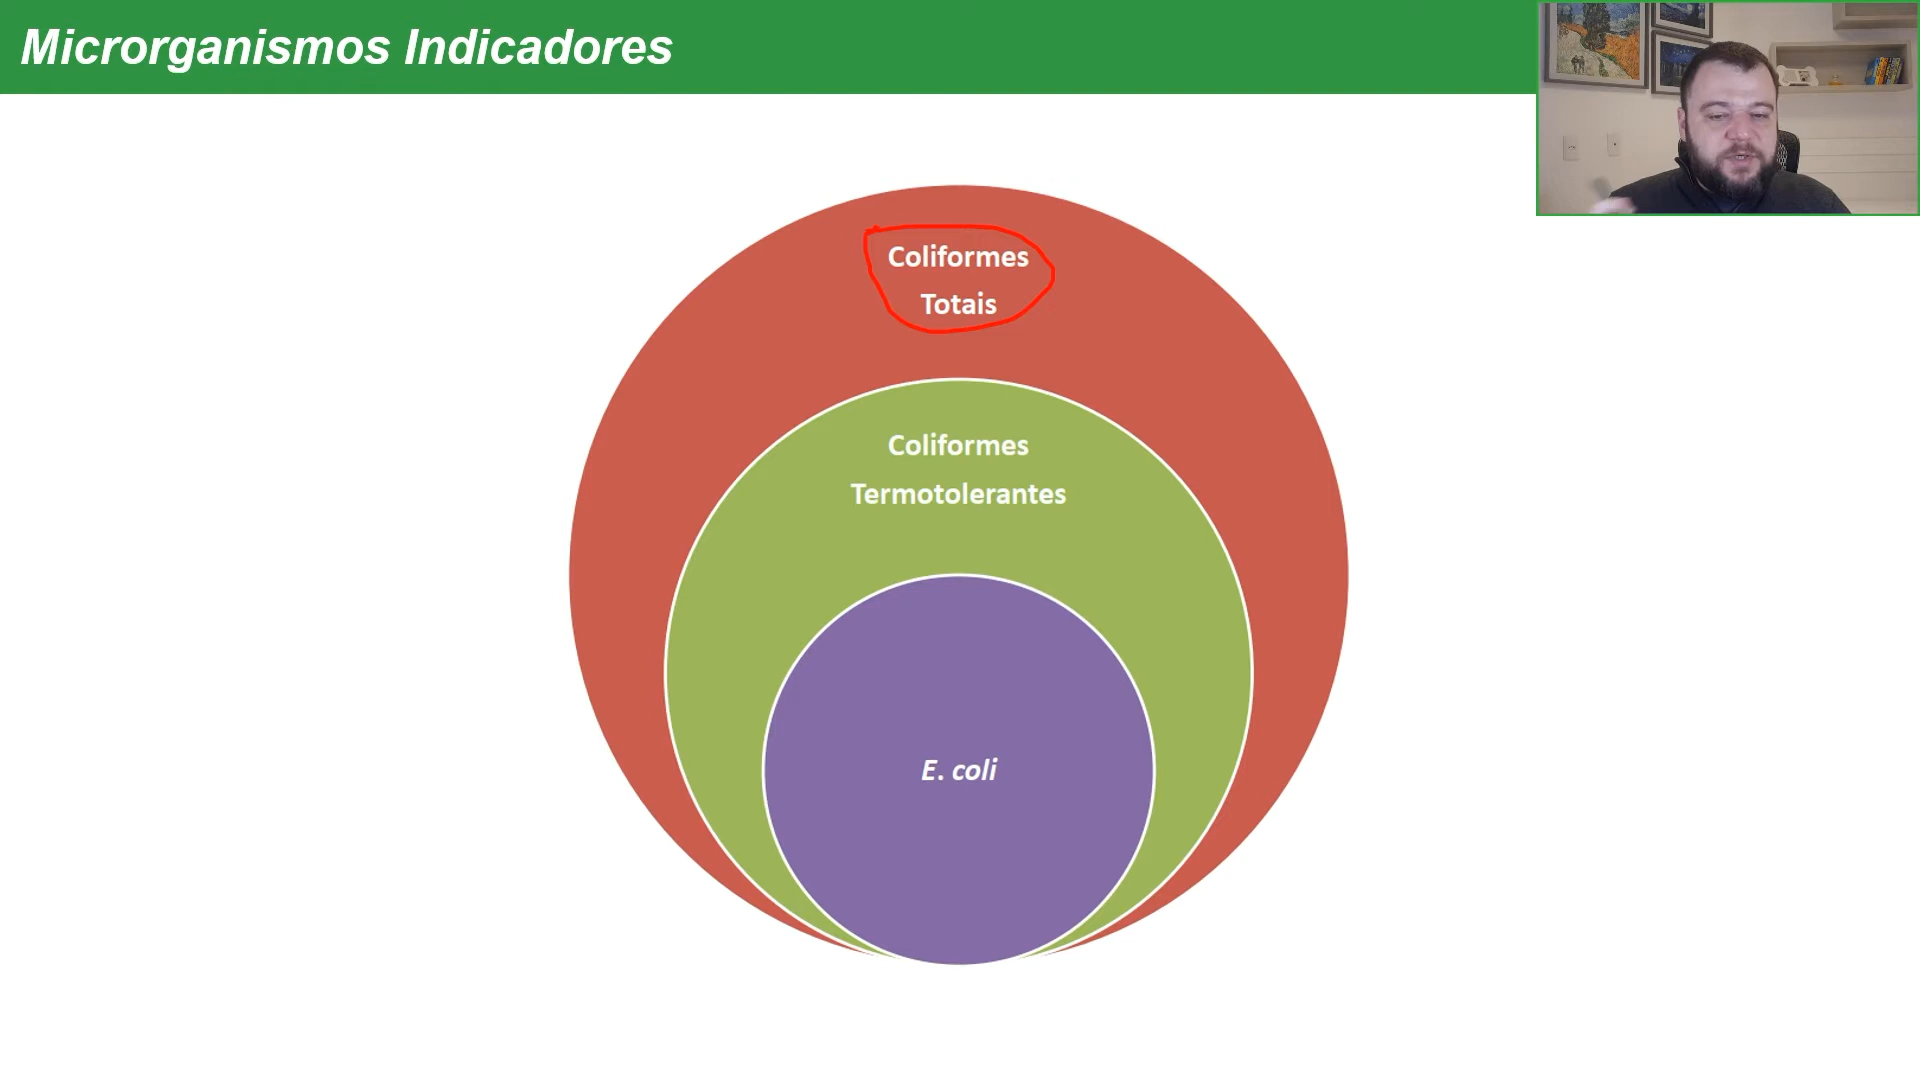 Microrganismos Indicadores
Coliformes
Totais
Coliformes
Termotolerantes
E. coli